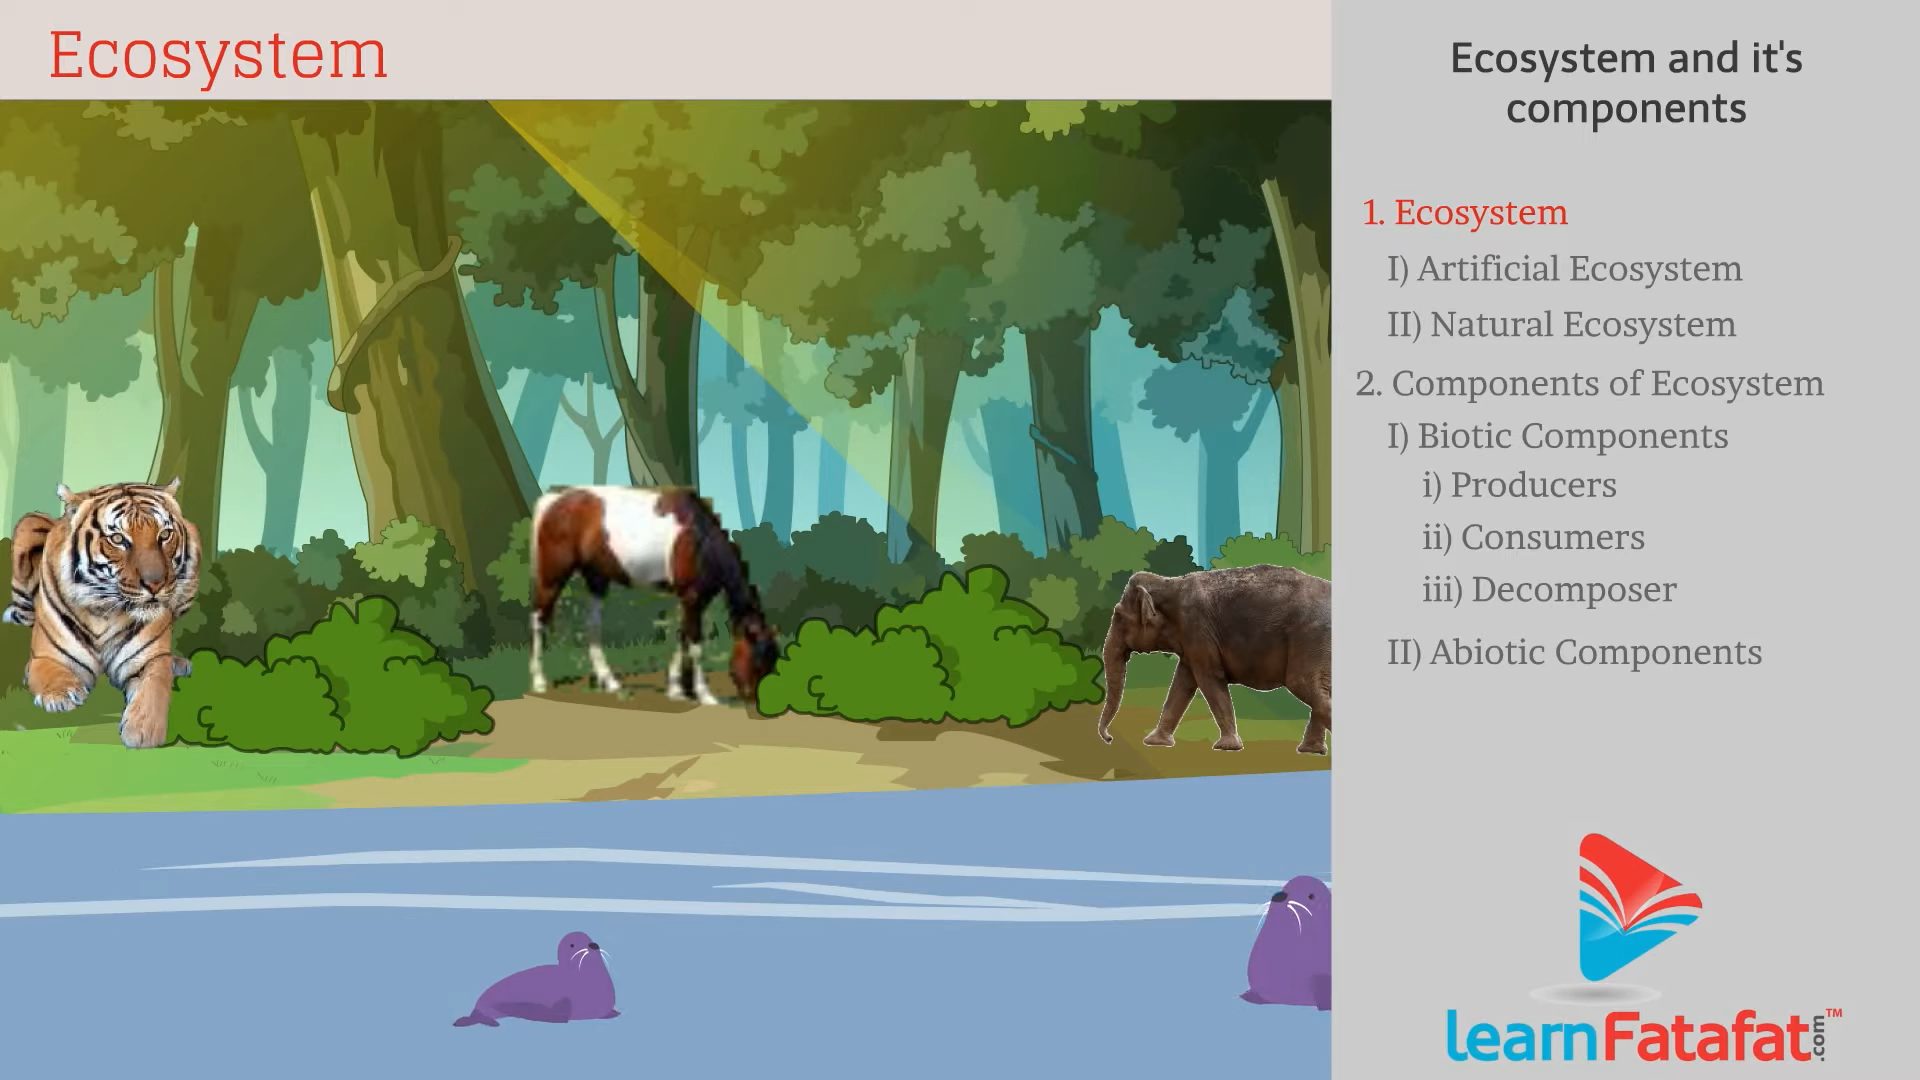 Ecosystem
Ecosystem and it's
components
1. Ecosystem
I) Artificial Ecosystem
II) Natural Ecosystem
2. Components of Ecosystem
I) Biotic Components
i) Producers
ii) Consumers
iii) Decomposer
II) Abiotic Components
learnFatafat.com™